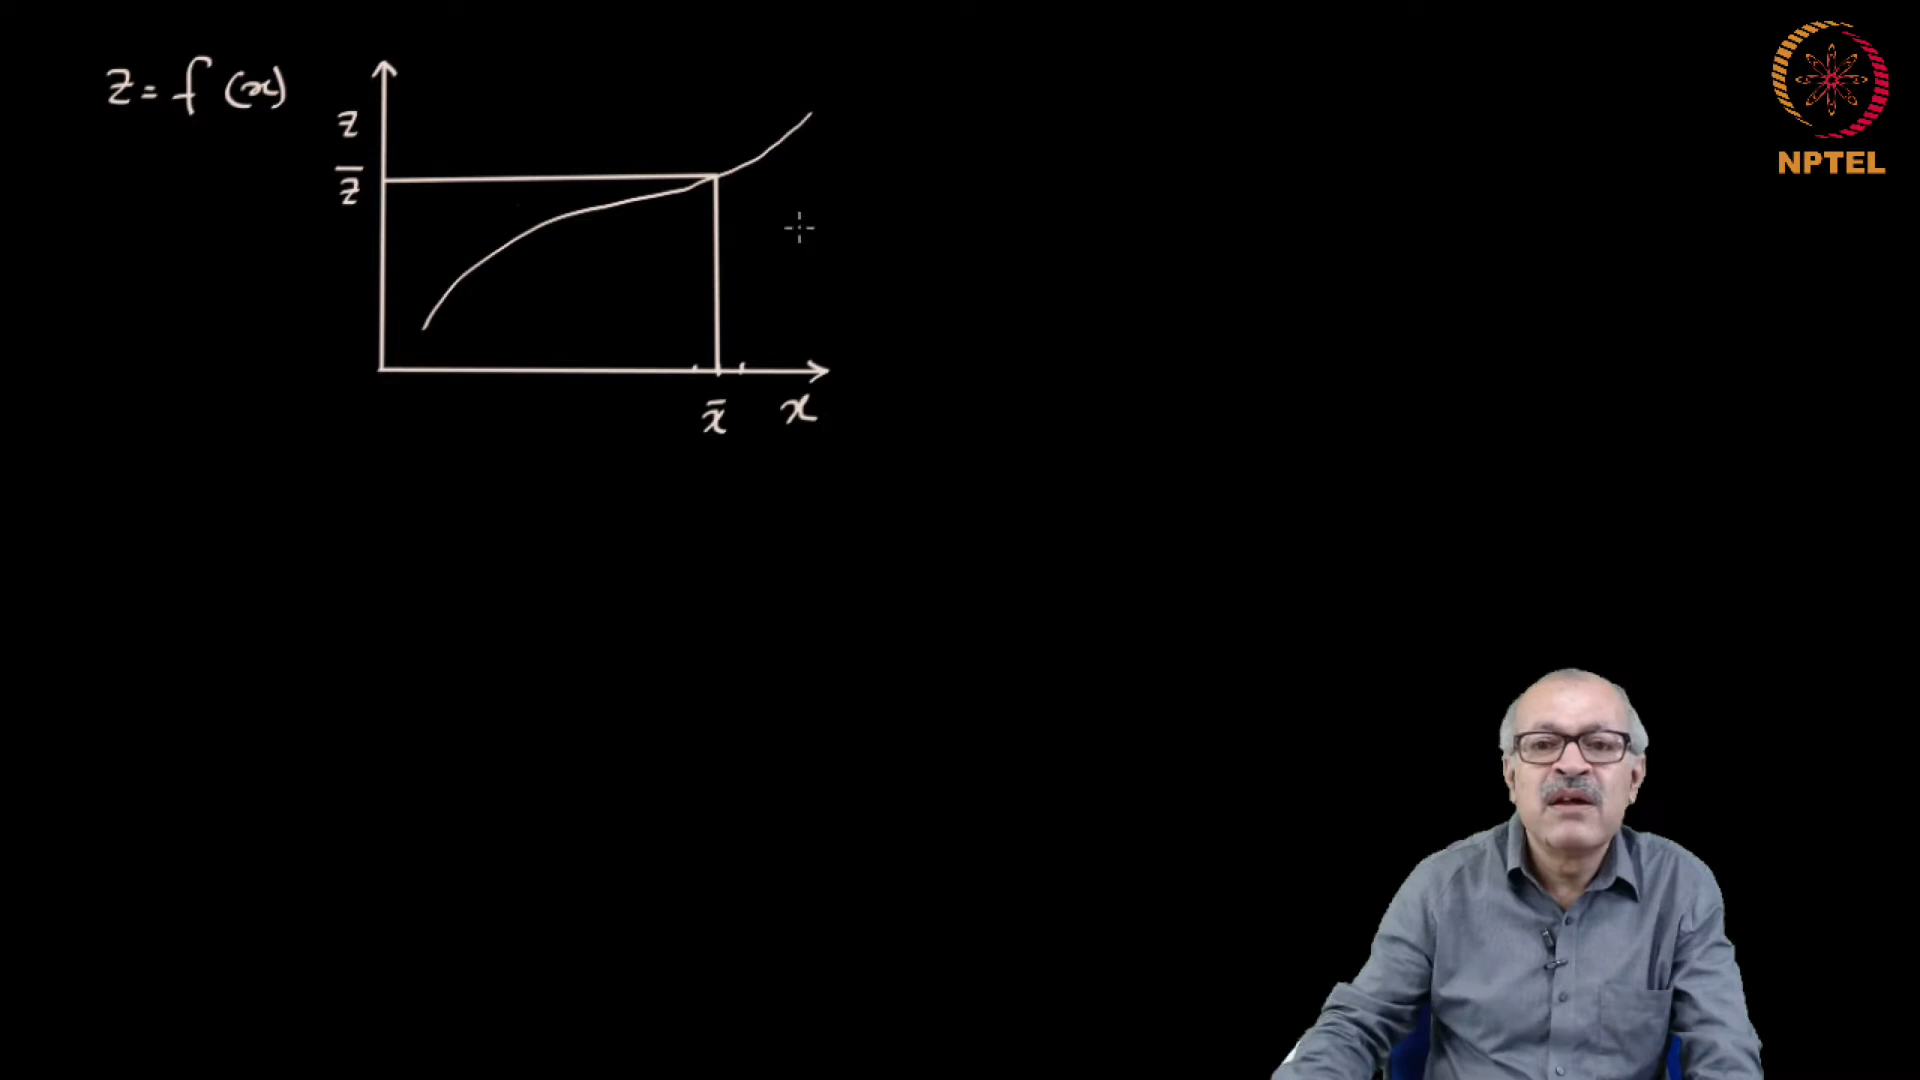 z = f(x)
z
z̄
x̄
x
NPTEL